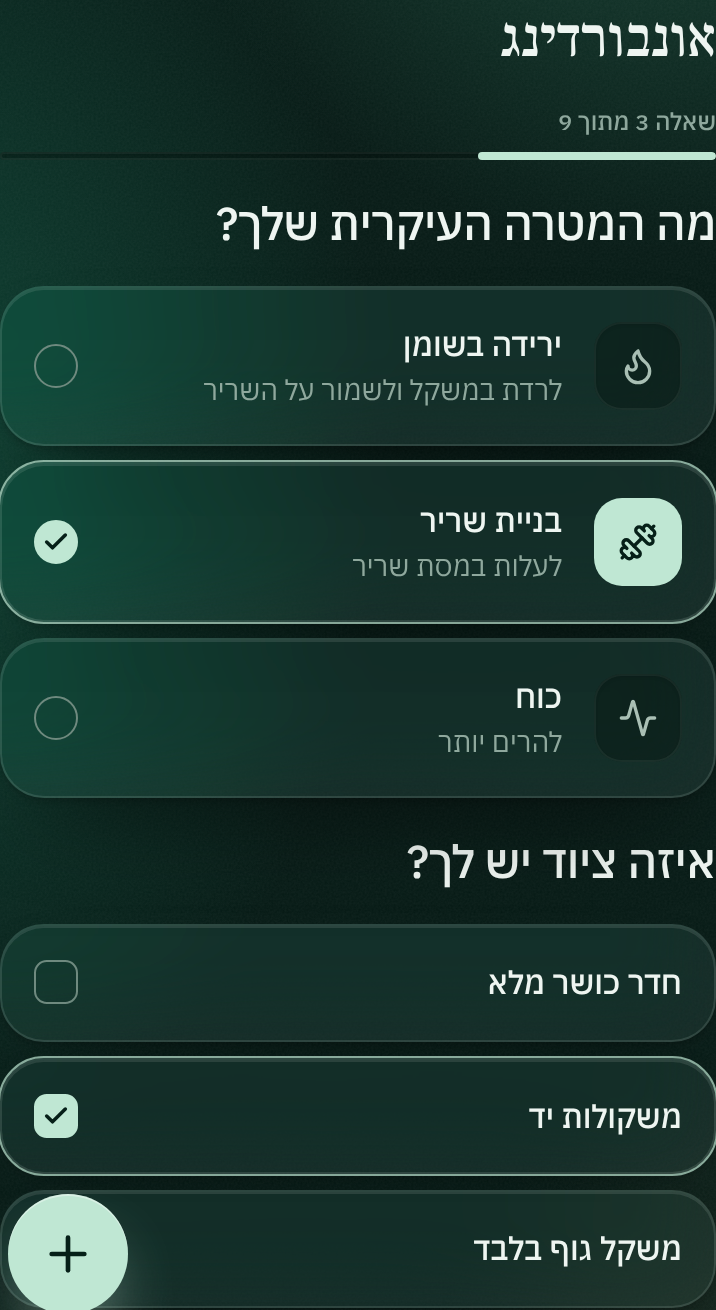 אונבורדינג
שאלה 3 מתוך 9
מה המטרה העיקרית שלך?
ירידה בשומן
לרדת במשקל ולשמור על השריר
בניית שריר
לעלות במסת שריר
כוח
להרים יותר
איזה ציוד יש לך?
חדר כושר מלא
משקולות יד
משקל גוף בלבד